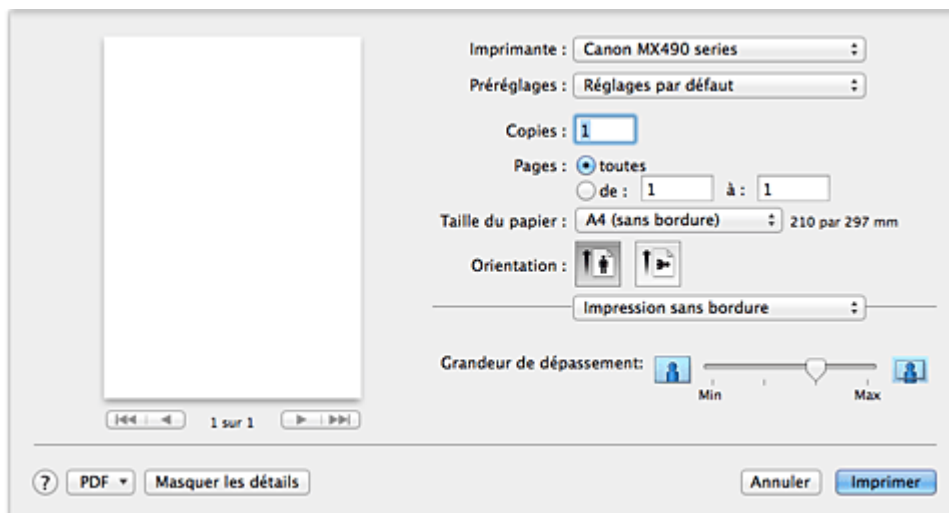 Imprimante : Canon MX490 series
Préréglages : Réglages par défaut
Copies : 1
Pages : toutes
de : 1 à : 1
Taille du papier : A4 (sans bordure) 210 par 297 mm
Orientation :
Impression sans bordure
Grandeur de dépassement:
Min Max
1 sur 1
? PDF Masquer les détails Annuler Imprimer